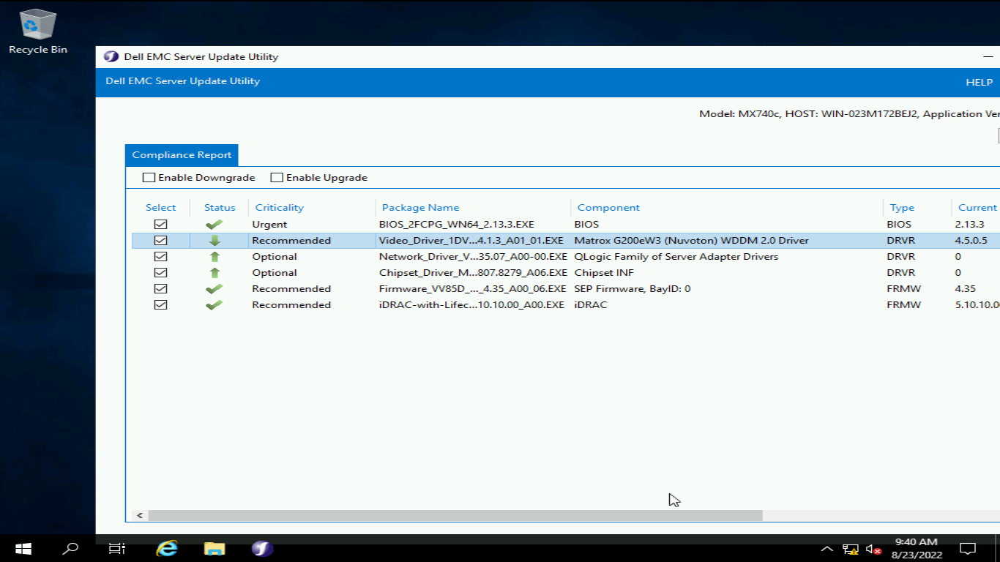 Recycle Bin
Dell EMC Server Update Utility
Dell EMC Server Update Utility HELP
Model: MX740c, HOST: WIN-023M172BEJ2, Application Ver
Compliance Report
Enable Downgrade Enable Upgrade
Select Status Criticality Package Name Component Type Current
Urgent BIOS_2FCPG_WN64_2.13.3.EXE BIOS BIOS 2.13.3
Recommended Video_Driver_1DV...4.1.3_A01_01.EXE Matrox G200eW3 (Nuvoton) WDDM 2.0 Driver DRVR 4.5.0.5
Optional Network_Driver_V...35.07_A00-00.EXE QLogic Family of Server Adapter Drivers DRVR 0
Optional Chipset_Driver_M...807.8279_A06.EXE Chipset INF DRVR 0
Recommended Firmware_VV85D_..._4.35_A00_06.EXE SEP Firmware, BayID: 0 FRMW 4.35
Recommended iDRAC-with-Lifec...10.10.00_A00.EXE iDRAC FRMW 5.10.10.0
9:40 AM
8/23/2022